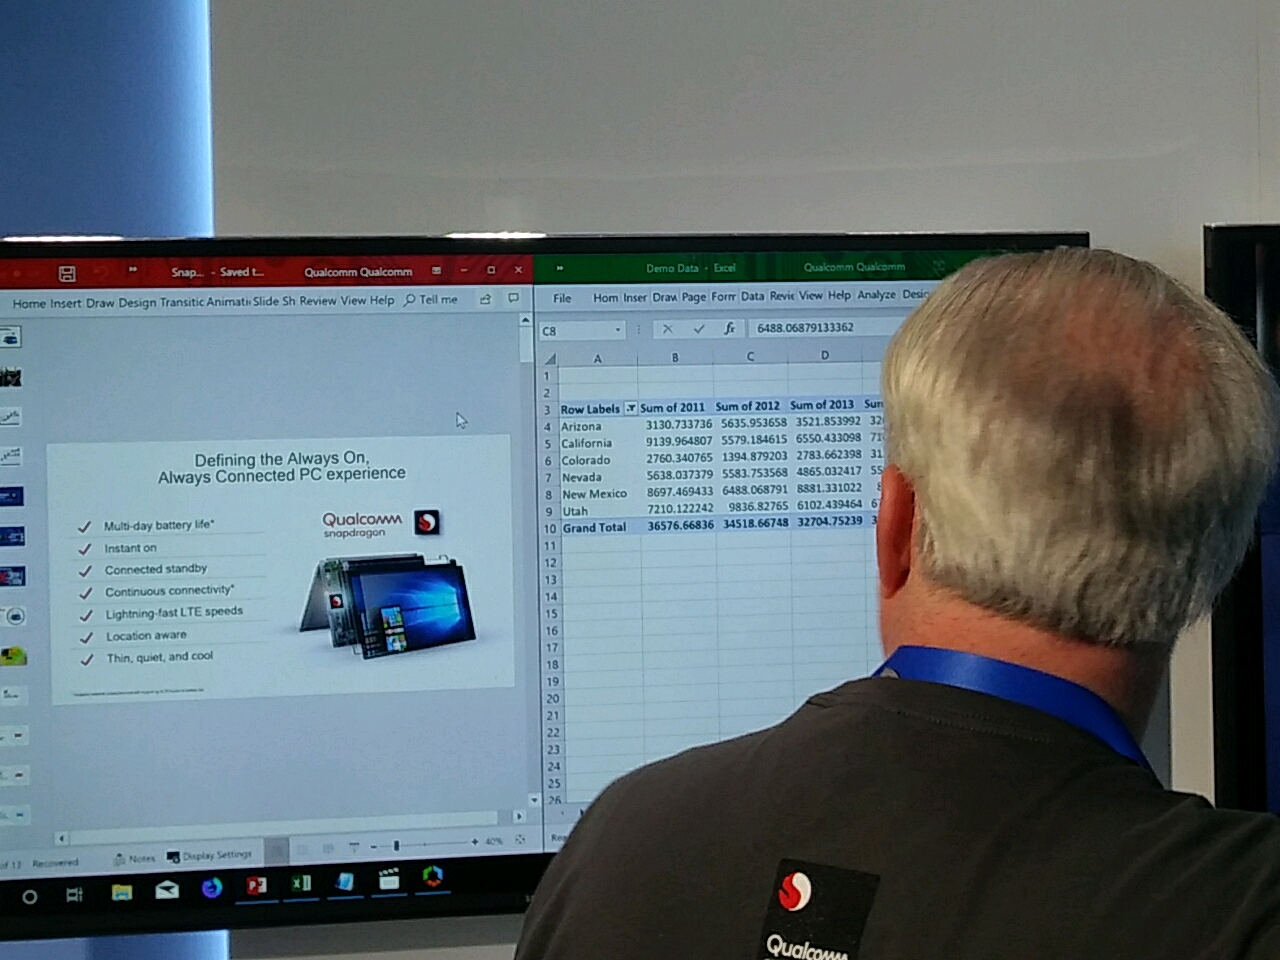 Snap... - Saved t... Qualcomm Qualcomm
Home Insert Draw Design Transitic Animati Slide Sh Review View Help Tell me
Defining the Always On,
Always Connected PC experience
Multi-day battery life*
Instant on
Connected standby
Continuous connectivity*
Lightning-fast LTE speeds
Location aware
Thin, quiet, and cool
Qualcomm
snapdragon
of 13 Recovered Notes Display Settings 40%
Demo Data - Excel Qualcomm Qualcomm
File Hom Inser Draw Page Form Data Revie View Help Analyze Desig
C8 fx 6488.06879133362
A B C D
1
2
3 Row Labels Sum of 2011 Sum of 2012 Sum of 2013 Sum
4 Arizona 3130.733736 5635.953658 3521.853992
5 California 9139.964807 5579.184615 6550.433098
6 Colorado 2760.340765 1394.879203 2783.662398
7 Nevada 5638.037379 5583.753568 4865.032417
8 New Mexico 8697.469433 6488.068791 8881.331022
9 Utah 7210.122242 9836.82765 6102.439464
10 Grand Total 36576.66836 34518.66748 32704.75239
11
12
13
14
15
16
17
18
19
20
21
22
23
24
25
26
Qualcomm